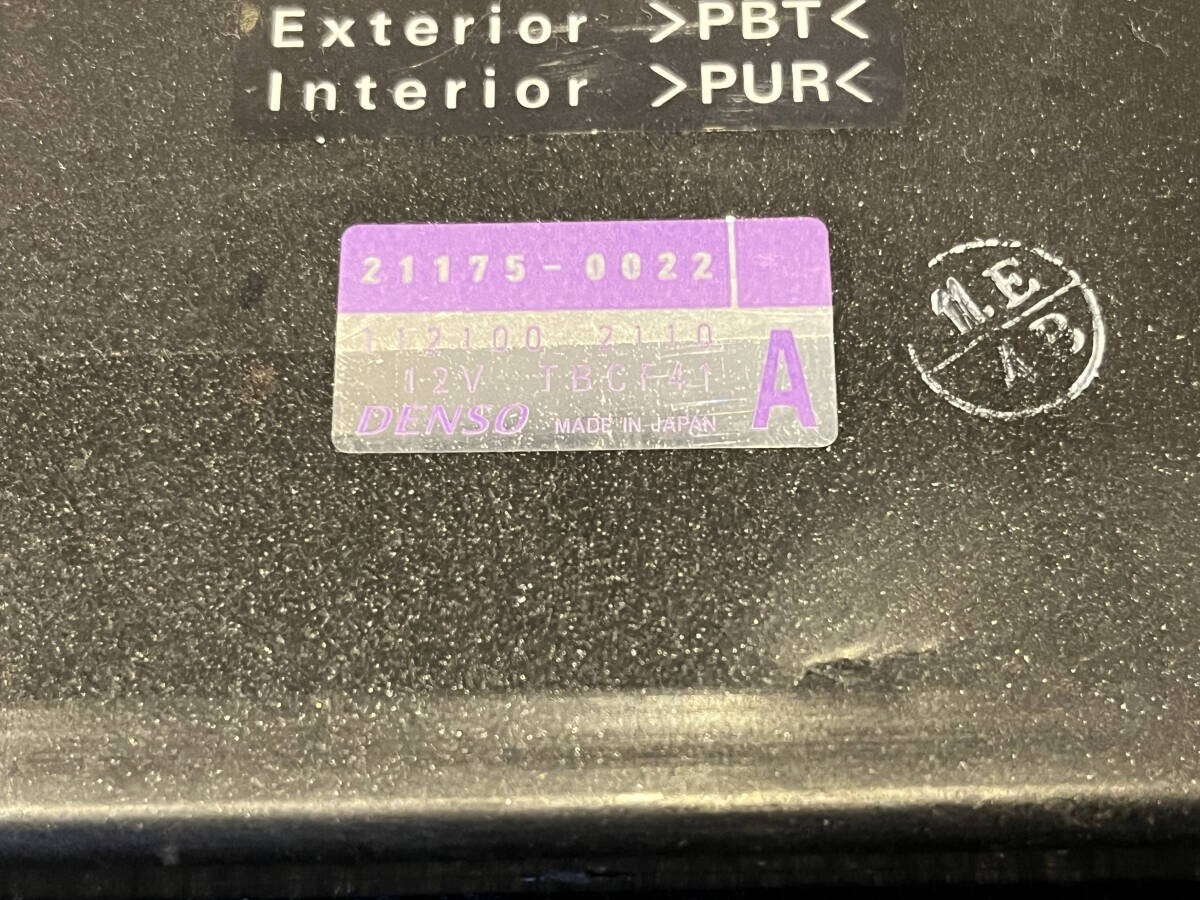 Exterior >PBT<
Interior >PUR<
21175-0022
112100 2110
12V TBCF41
A
DENSO MADE IN JAPAN
11.E